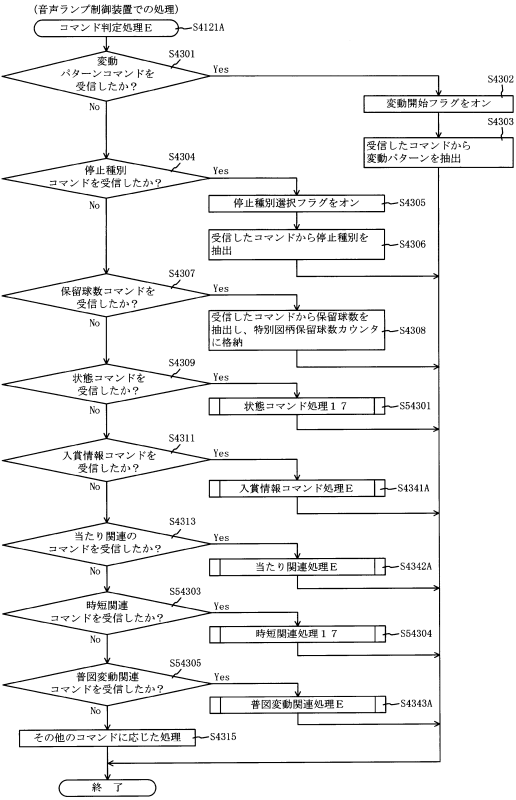 (音声ランプ制御装置での処理)
コマンド判定処理E
S4121A
S4301
変動
パターンコマンドを
受信したか?
Yes
No
S4302
変動開始フラグをオン
S4303
受信したコマンドから
変動パターンを抽出
S4304
停止種別
コマンドを受信したか?
Yes
No
停止種別選択フラグをオン
S4305
受信したコマンドから停止種別を
抽出
S4306
S4307
保留球数コマンドを
受信したか?
Yes
No
受信したコマンドから保留球数を
抽出し、特別図柄保留球数カウンタ
に格納
S4308
S4309
状態コマンドを
受信したか?
Yes
No
状態コマンド処理17
S54301
S4311
入賞情報コマンドを
受信したか?
Yes
No
入賞情報コマンド処理E
S4341A
S4313
当たり関連の
コマンドを受信したか?
Yes
No
当たり関連処理E
S4342A
S54303
時短関連
コマンドを受信したか?
Yes
No
時短関連処理17
S54304
S54305
普図変動関連
コマンドを受信したか?
Yes
No
普図変動関連処理E
S4343A
その他のコマンドに応じた処理
S4315
終 了